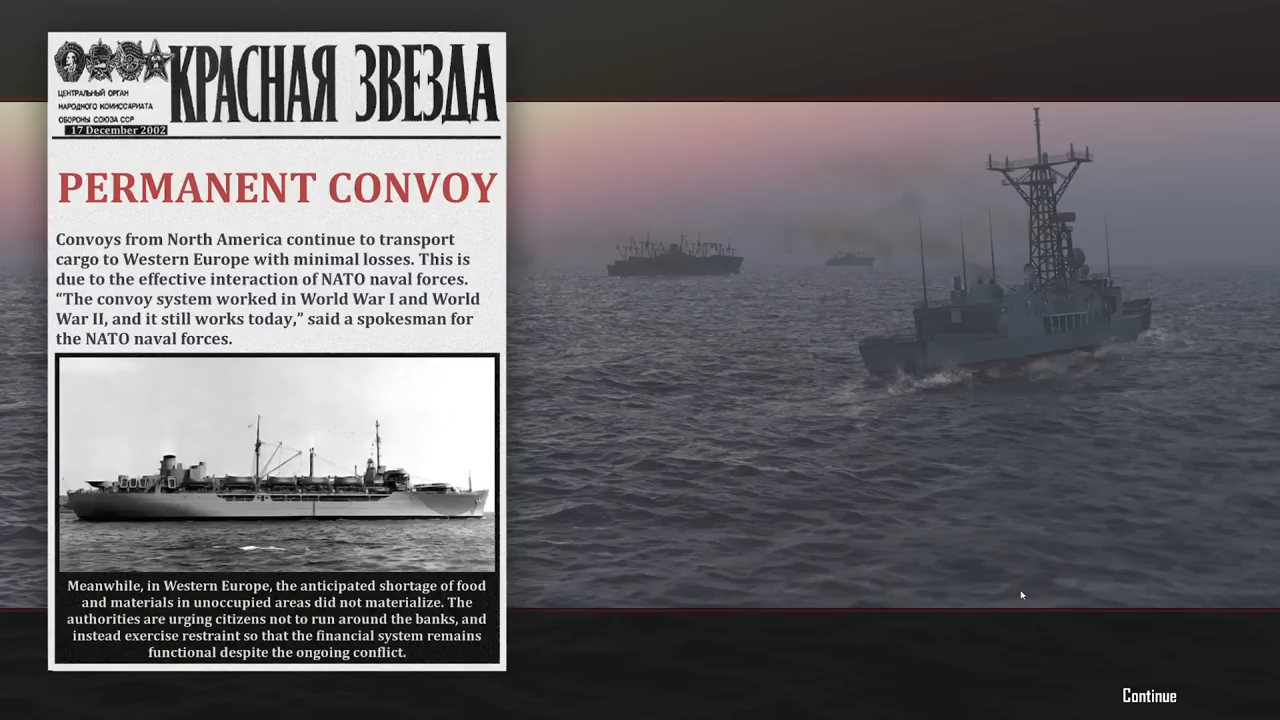 КРАСНАЯ ЗВЕЗДА
ЦЕНТРАЛЬНЫЙ ОРГАН
НАРОДНОГО КОМИССАРИАТА
ОБОРОНЫ СОЮЗА ССР
17 December 2002
PERMANENT CONVOY
Convoys from North America continue to transport
cargo to Western Europe with minimal losses. This is
due to the effective interaction of NATO naval forces.
“The convoy system worked in World War I and World
War II, and it still works today,” said a spokesman for
the NATO naval forces.
Meanwhile, in Western Europe, the anticipated shortage of food
and materials in unoccupied areas did not materialize. The
authorities are urging citizens not to run around the banks, and
instead exercise restraint so that the financial system remains
functional despite the ongoing conflict.
Continue